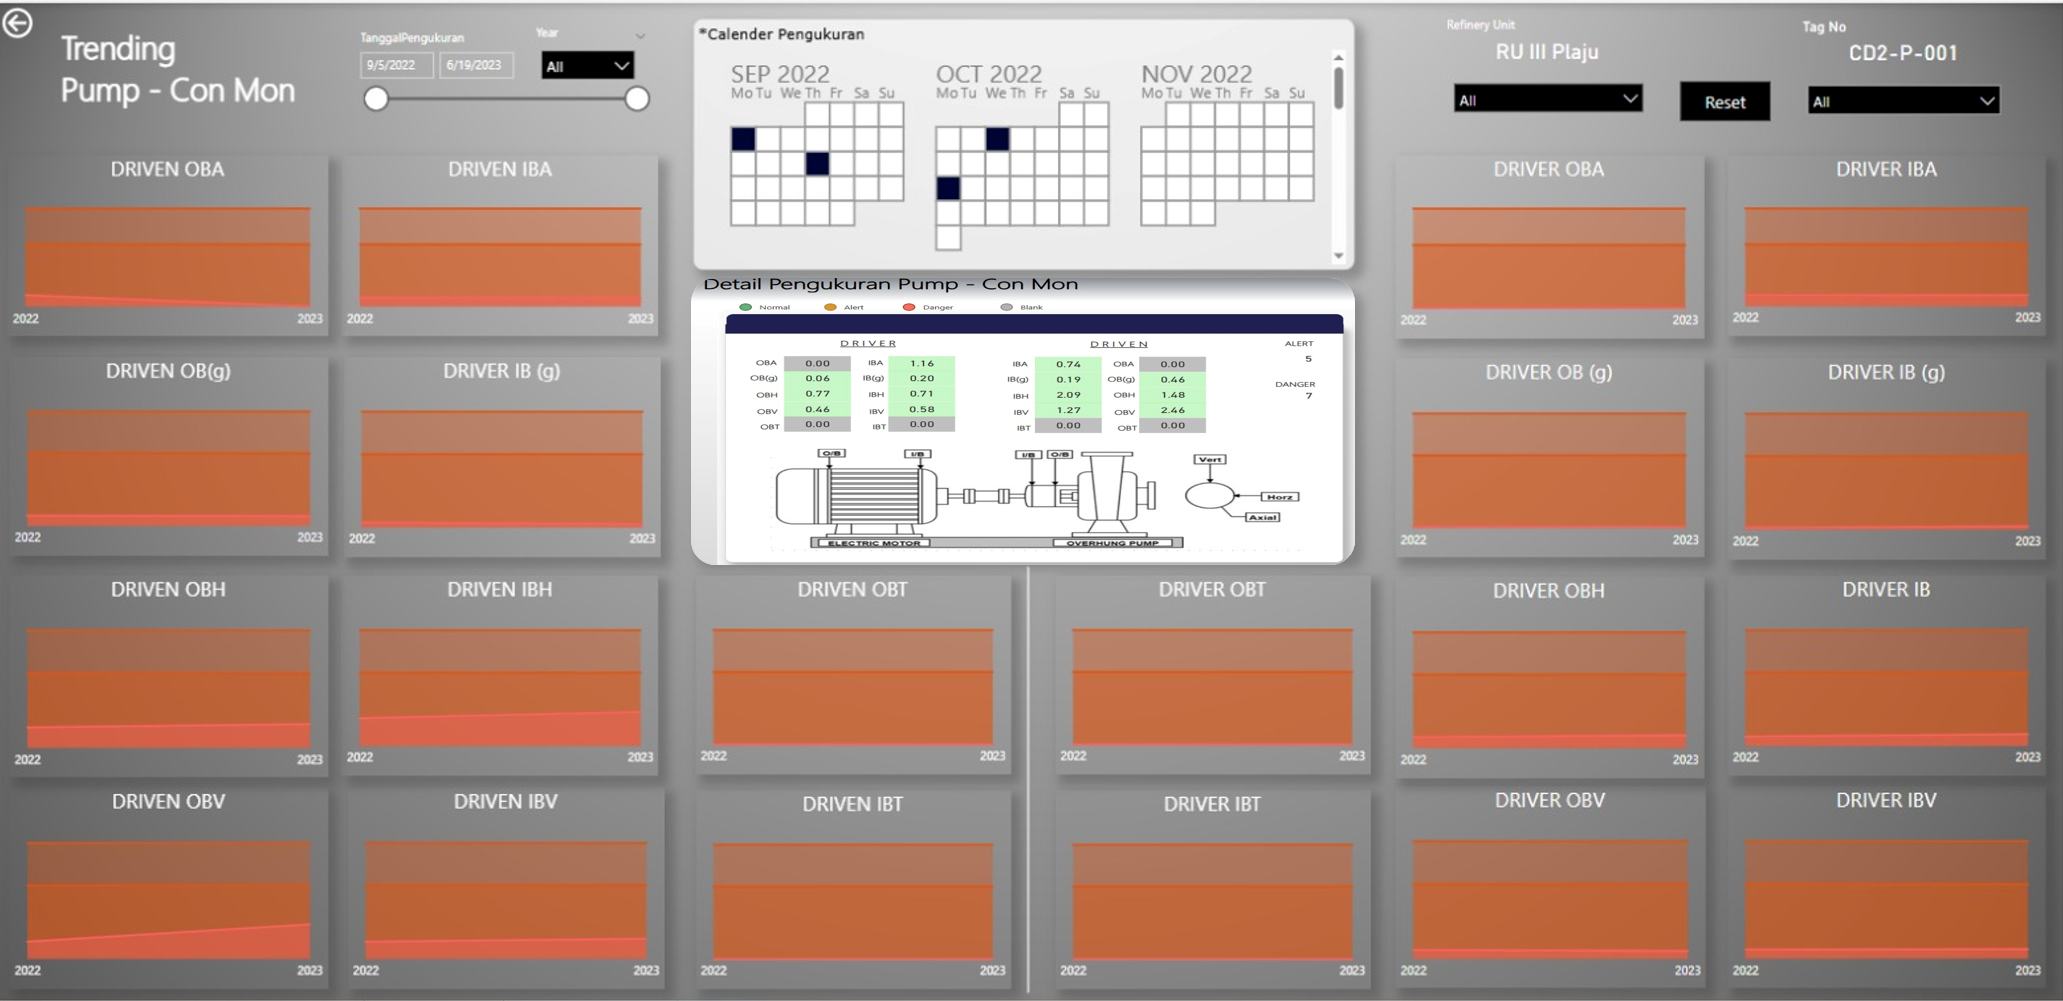 Trending
Pump - Con Mon
TanggalPengukuran
9/5/2022 6/19/2023
Year
All
*Calender Pengukuran
SEP 2022 OCT 2022 NOV 2022
Mo Tu We Th Fr Sa Su Mo Tu We Th Fr Sa Su Mo Tu We Th Fr Sa Su
Refinery Unit
RU III Plaju
All
Reset
Tag No
CD2-P-001
All
Detail Pengukuran Pump - Con Mon
Normal Alert Danger Blank
DRIVER DRIVEN ALERT
5
DANGER
7
OBA 0.00 IBA 1.16 IBA 0.74 OBA 0.00
OB(g) 0.06 IB(g) 0.20 IB(g) 0.19 OB(g) 0.46
OBH 0.77 IBH 0.71 IBH 2.09 OBH 1.48
OBV 0.46 IBV 0.58 IBV 1.27 OBV 2.46
OBT 0.00 IBT 0.00 IBT 0.00 OBT 0.00
O/B I/B I/B O/B Vert
Horz
Axial
ELECTRIC MOTOR OVERHUNG PUMP
DRIVEN OBA DRIVEN IBA DRIVER OBA DRIVER IBA
2022 2023 2022 2023 2022 2023 2022 2023
DRIVEN OB(g) DRIVER IB (g) DRIVER OB (g) DRIVER IB (g)
2022 2023 2022 2023 2022 2023 2022 2023
DRIVEN OBH DRIVEN IBH DRIVEN OBT DRIVER OBT DRIVER OBH DRIVER IB
2022 2023 2022 2023 2022 2023 2022 2023 2022 2023 2022 2023
DRIVEN OBV DRIVEN IBV DRIVEN IBT DRIVER IBT DRIVER OBV DRIVER IBV
2022 2023 2022 2023 2022 2023 2022 2023 2022 2023 2022 2023